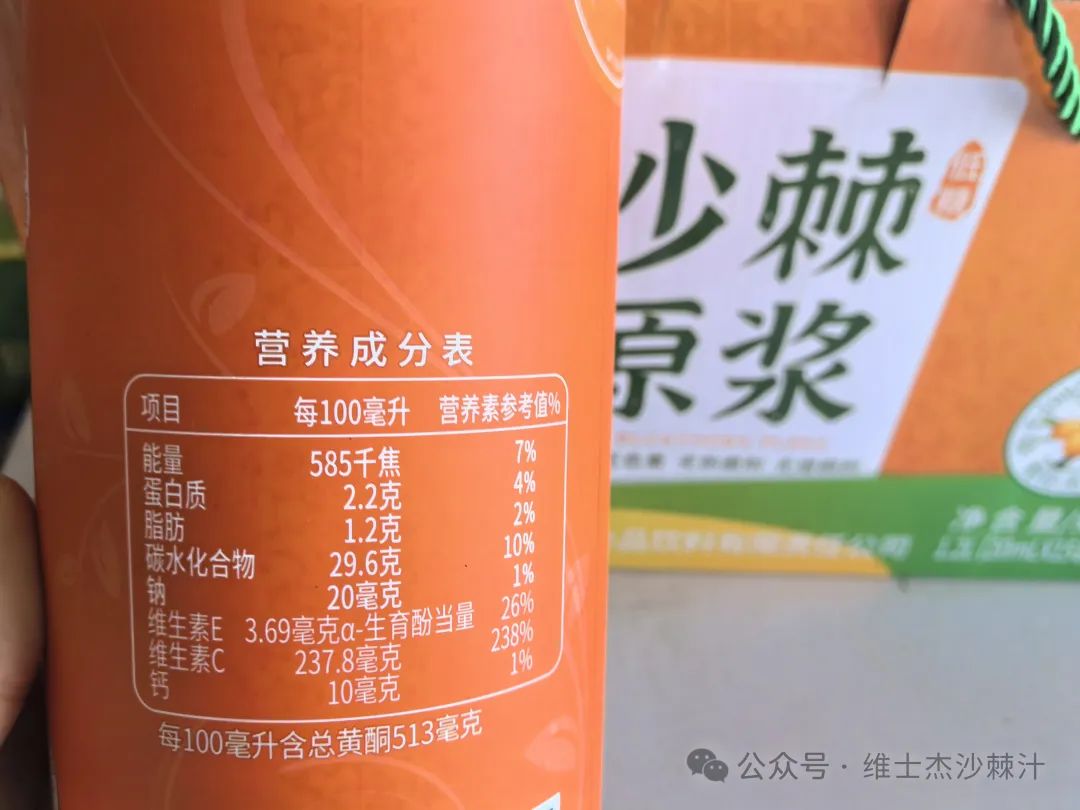 营养成分表
项目 每100毫升 营养素参考值%
能量 585千焦 7%
蛋白质 2.2克 4%
脂肪 1.2克 2%
碳水化合物 29.6克 10%
钠 20毫克 1%
维生素E 3.69毫克α-生育酚当量 26%
维生素C 237.8毫克 238%
钙 10毫克 1%
每100毫升含总黄酮513毫克
沙棘
低糖
原浆
净含量
公众号·维士杰沙棘汁